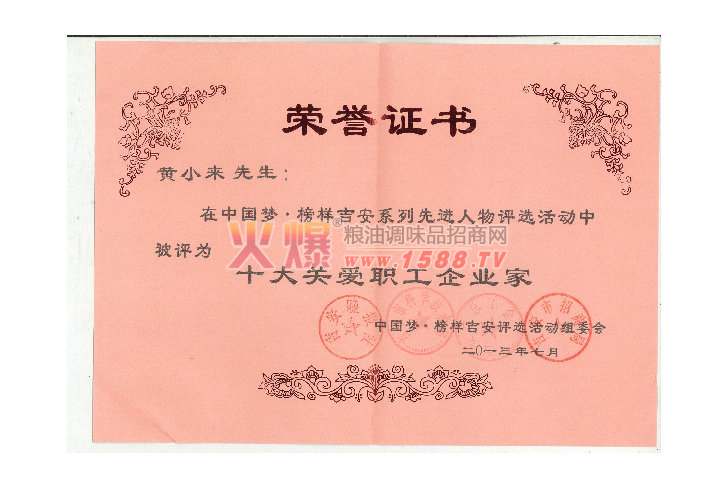 荣誉证书
黄小来 先生：
在中国梦·榜样吉安系列先进人物评选活动中
被评为
火爆® 粮油调味品招商网
www.1588.TV
十大关爱职工企业家
中国梦·榜样吉安评选活动组委会
二〇一三年七月